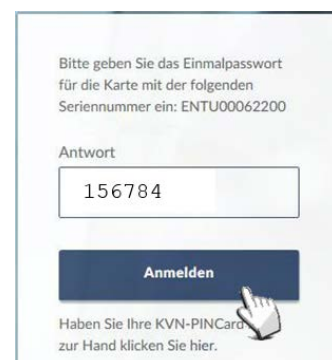 Bitte geben Sie das Einmalpasswort
für die Karte mit der folgenden
Seriennummer ein: ENTU00062200
Antwort
156784
Anmelden
Haben Sie Ihre KVN-PINCard
zur Hand klicken Sie hier.